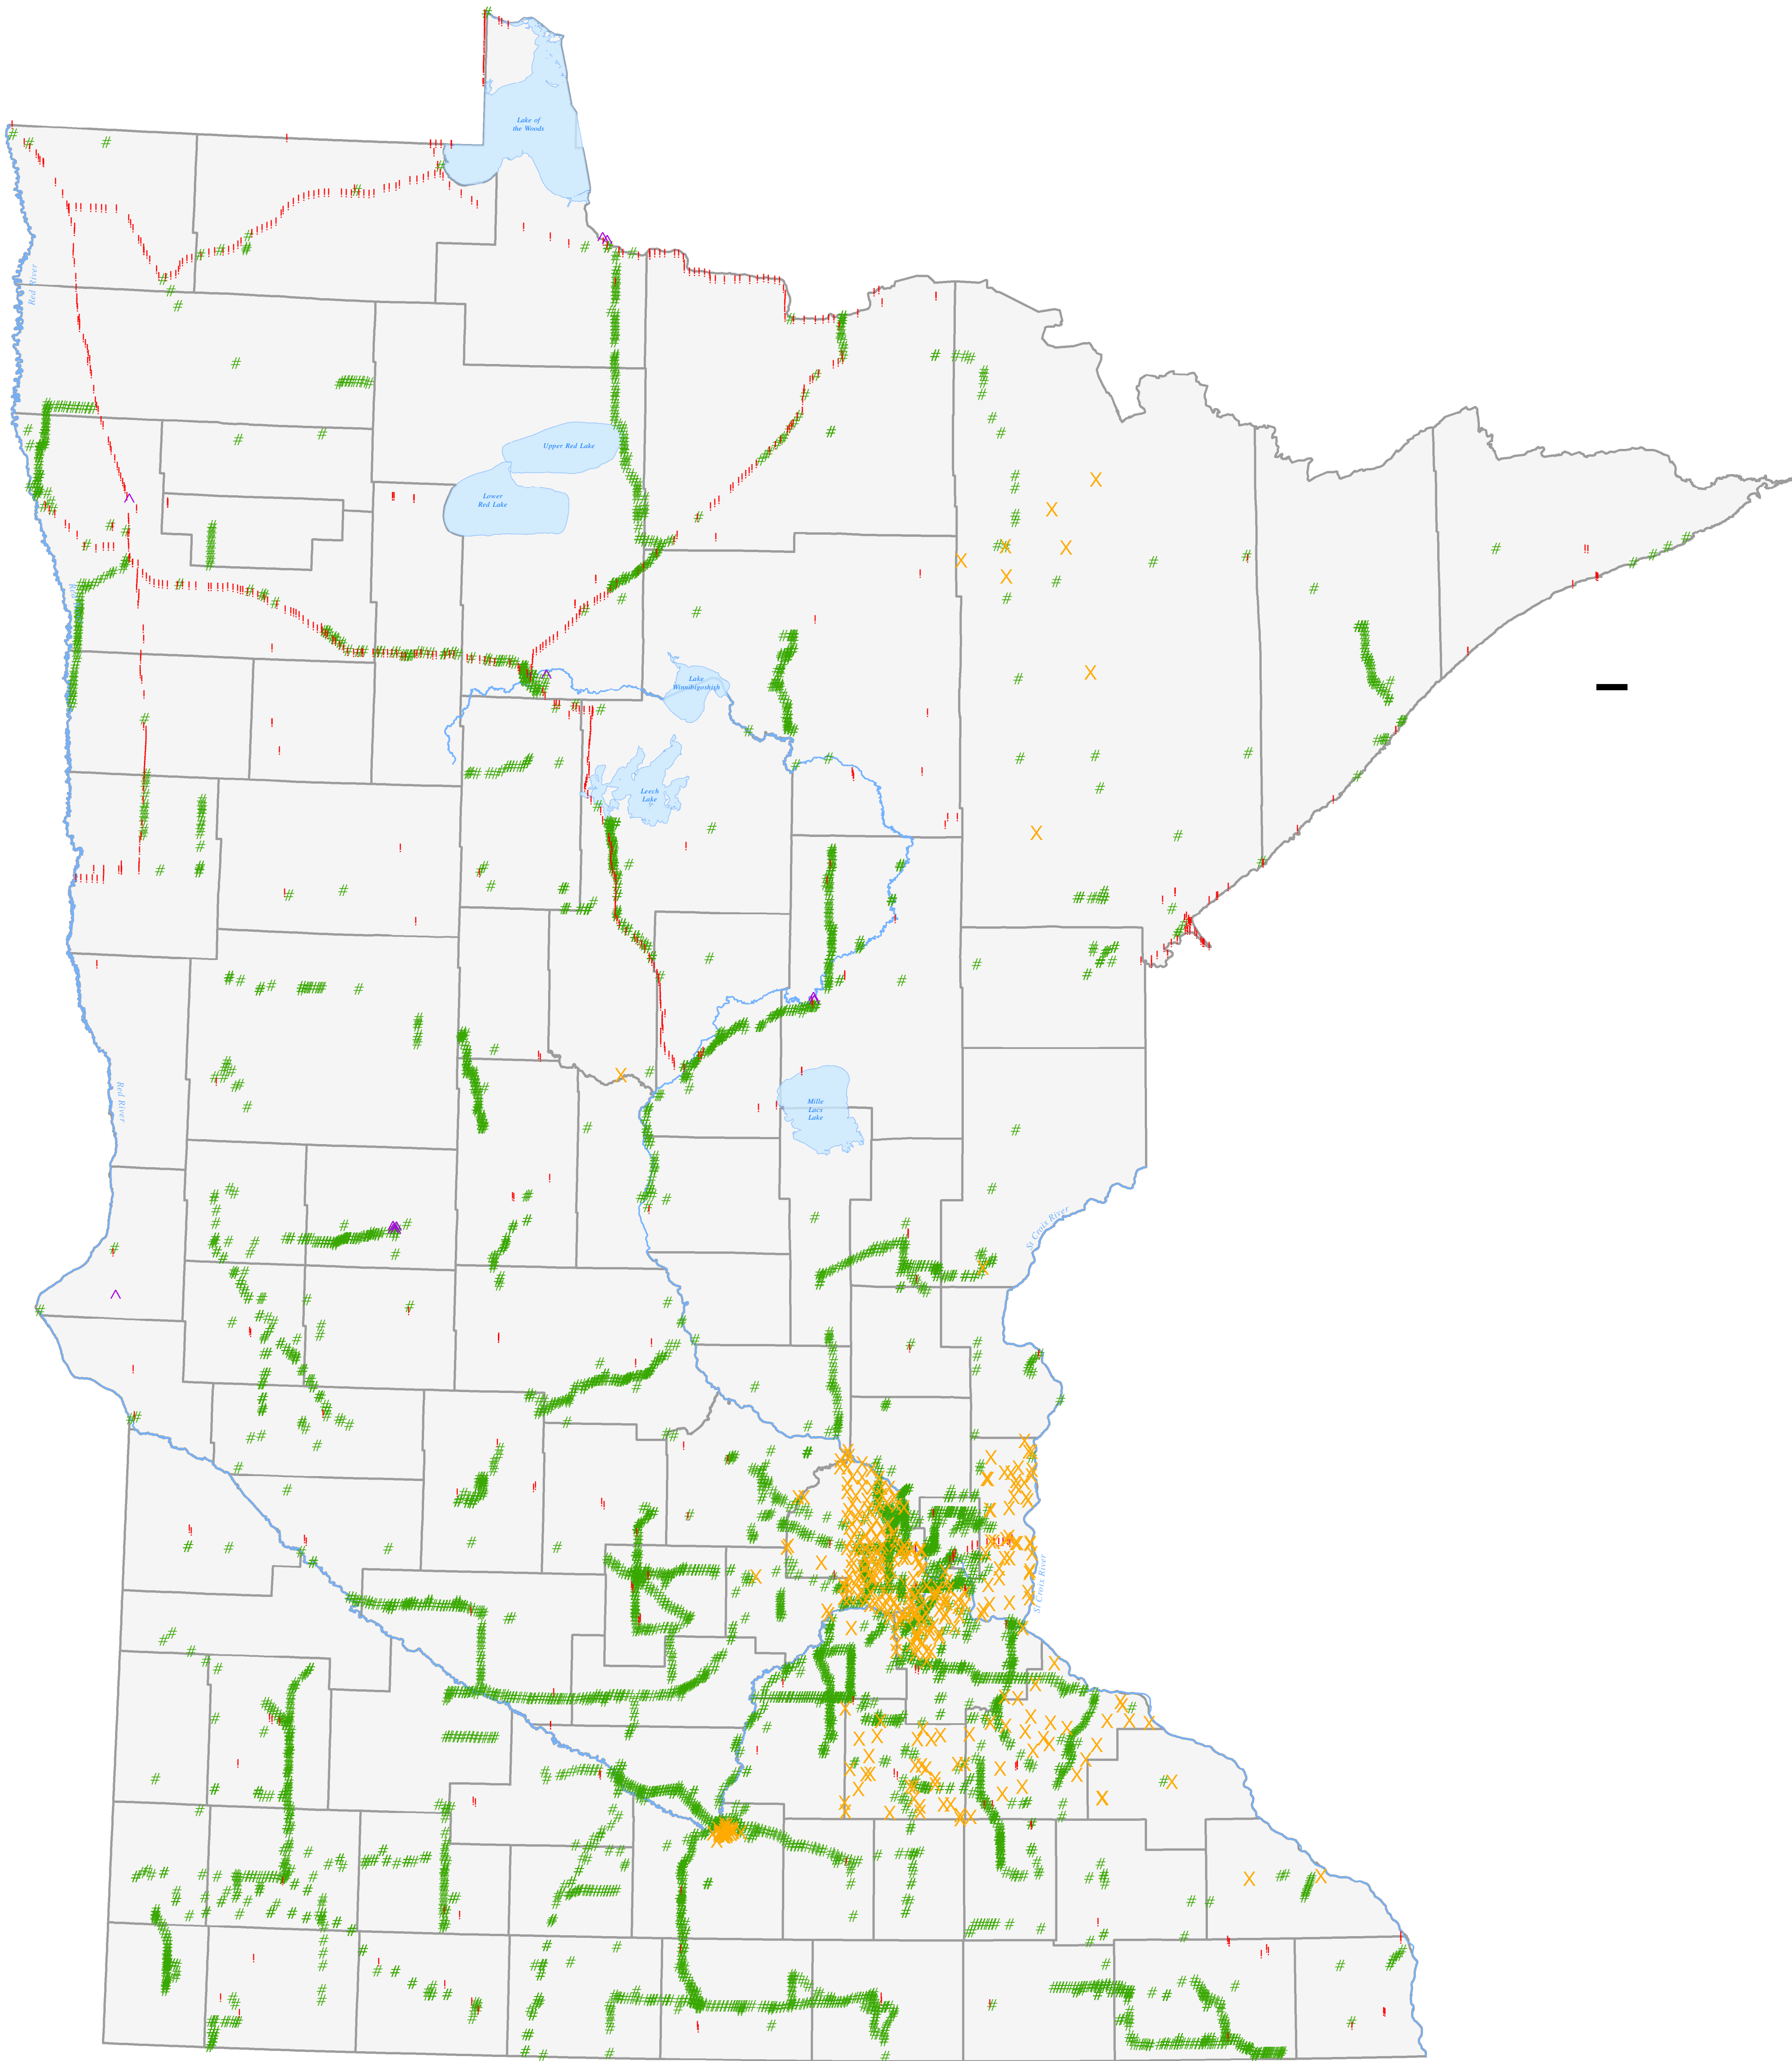 Lake of
the Woods
Red River
Upper Red Lake
Lower
Red Lake
Lake
Winnibigoshish
Leech
Lake
Red River
Mille
Lacs
Lake
St Croix River
St Croix River